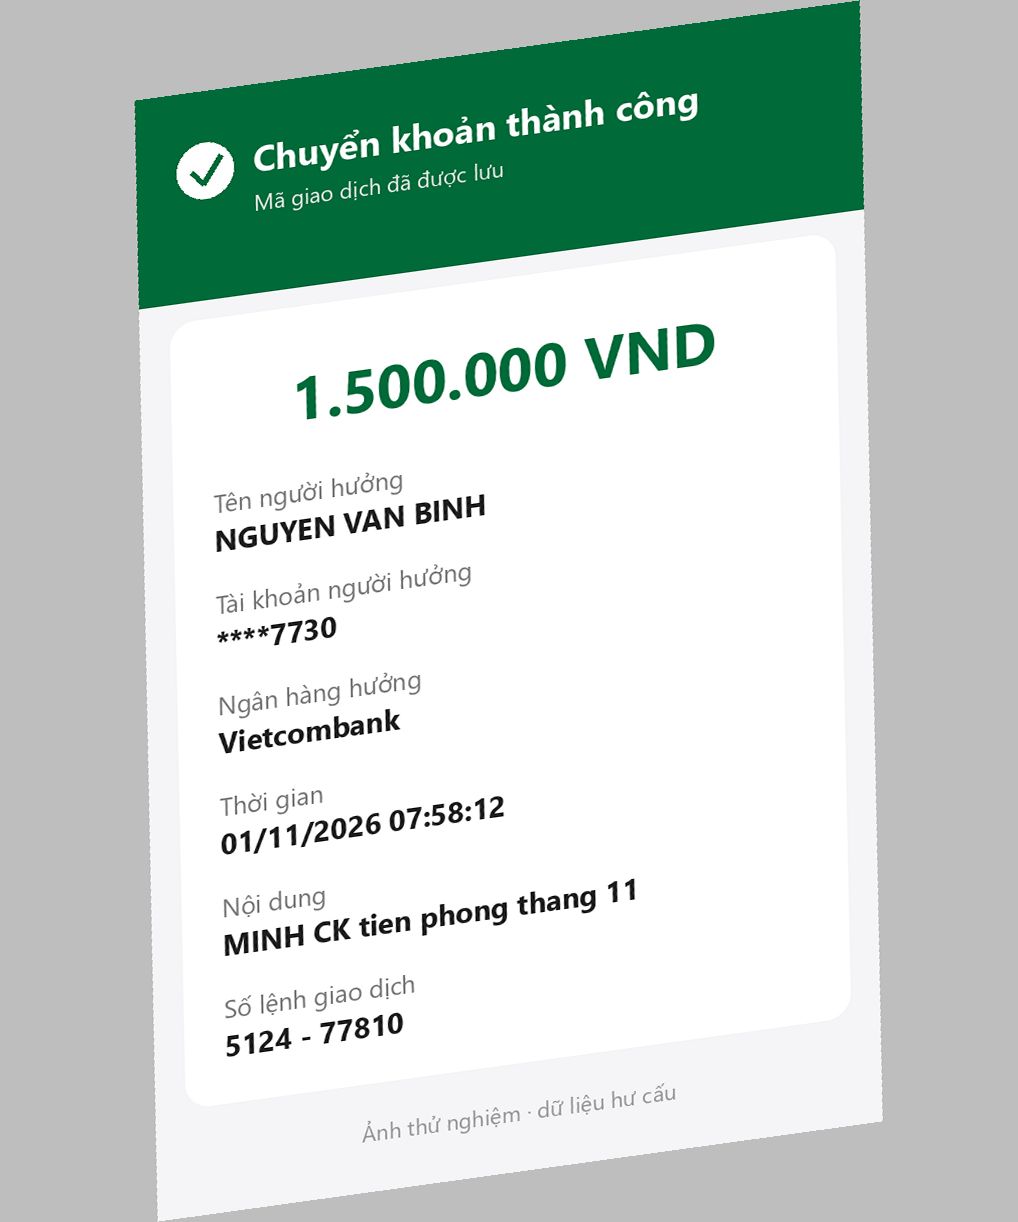 Chuyển khoản thành công
Mã giao dịch đã được lưu
1.500.000 VND
Tên người hưởng
NGUYEN VAN BINH
Tài khoản người hưởng
****7730
Ngân hàng hưởng
Vietcombank
Thời gian
01/11/2026 07:58:12
Nội dung
MINH CK tien phong thang 11
Số lệnh giao dịch
5124 - 77810
Ảnh thử nghiệm · dữ liệu hư cấu